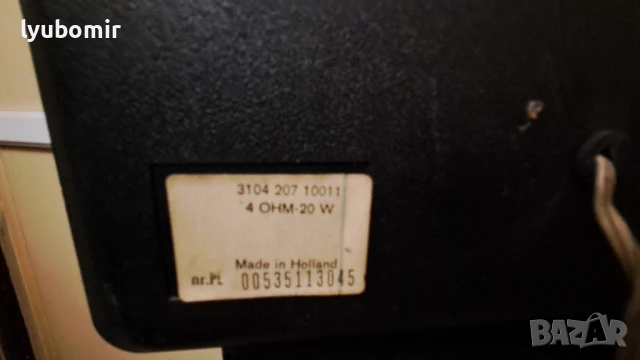 lyubomir
3104 207 10011
4 OHM-20 W
Made in Holland
nr.PL 00535113045
BAZAR